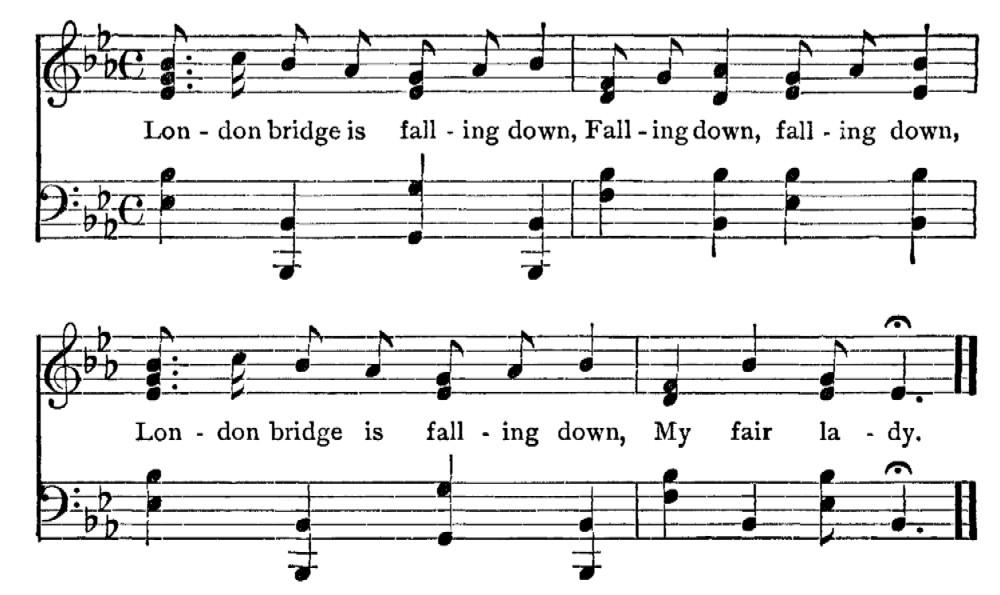 Lon - don bridge is fall - ing down, Fall - ing down, fall - ing down,
Lon - don bridge is fall - ing down, My fair la - dy.